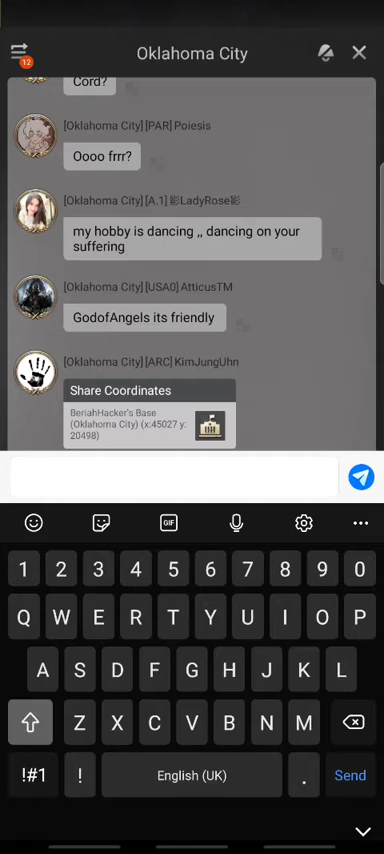 12
Oklahoma City
Cord?
[Oklahoma City] [PAR] Poiesis
Oooo frrr?
[Oklahoma City] [A.1] 影LadyRose影
my hobby is dancing ,, dancing on your
suffering
[Oklahoma City] [USA0] AtticusTM
GodofAngels its friendly
[Oklahoma City] [ARC] KimJungUhn
Share Coordinates
BeriahHacker's Base
(Oklahoma City) (x:45027 y:
20498)
GIF
1 2 3 4 5 6 7 8 9 0
Q W E R T Y U I O P
A S D F G H J K L
Z X C V B N M
!#1 ! English (UK) . Send